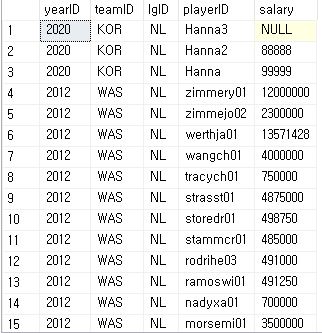 yearID teamID lgID playerID salary
1 2020 KOR NL Hanna3 NULL
2 2020 KOR NL Hanna2 88888
3 2020 KOR NL Hanna 99999
4 2012 WAS NL zimmery01 12000000
5 2012 WAS NL zimmejo02 2300000
6 2012 WAS NL werthja01 13571428
7 2012 WAS NL wangch01 4000000
8 2012 WAS NL tracych01 750000
9 2012 WAS NL strasst01 4875000
10 2012 WAS NL storedr01 498750
11 2012 WAS NL stammcr01 485000
12 2012 WAS NL rodrihe03 491000
13 2012 WAS NL ramoswi01 491250
14 2012 WAS NL nadyxa01 700000
15 2012 WAS NL morsemi01 3500000